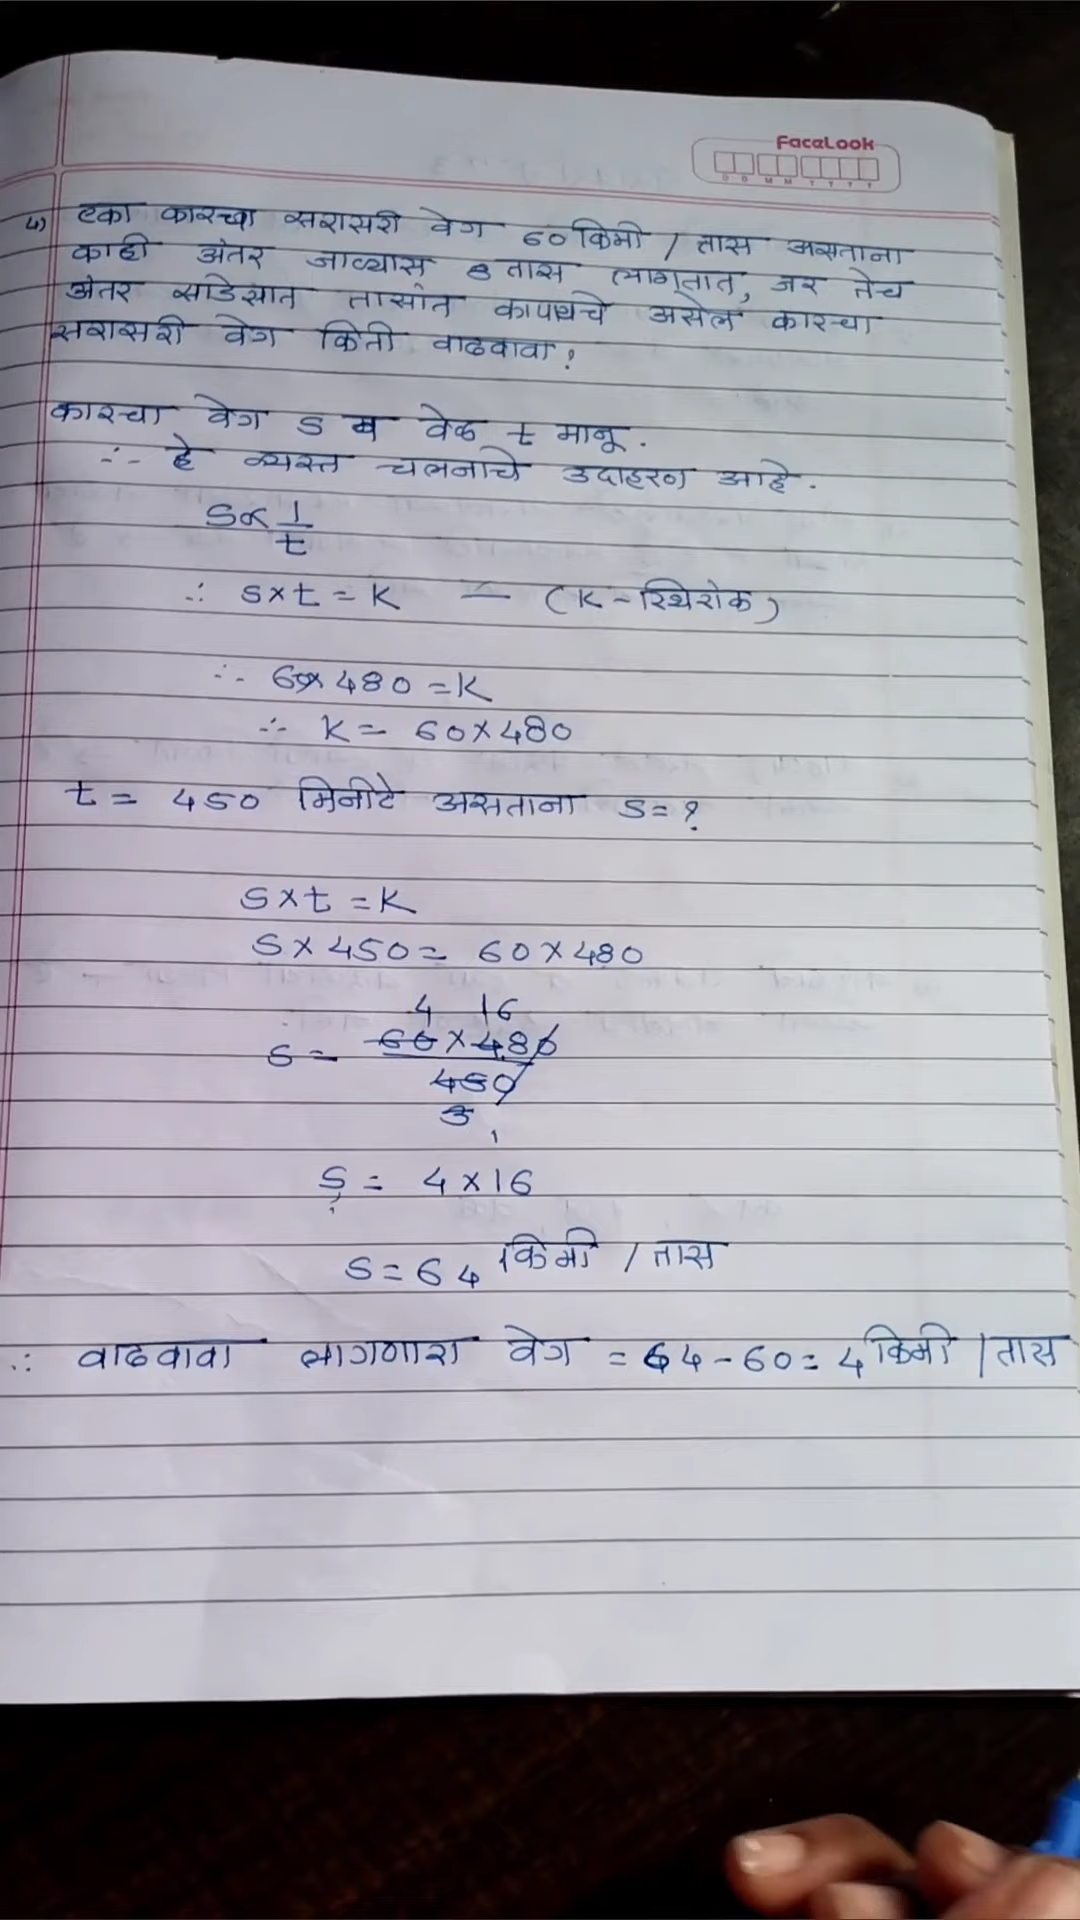 FaceLook
D D M M Y Y Y Y
५) एका कारचा सरासरी वेग 60 किमी / तास असताना
काही अंतर जाण्यास 8 तास लागतात, जर तेच
अंतर साडेसात तासांत कापायचे असेल कारचा
सरासरी वेग किती वाढवावा?
कारचा वेग S व वेळ t मानू.
∴ हे व्यस्त चलनाचे उदाहरण आहे.
S ∝ 1/t
∴ S×t = K — (K - स्थिरांक)
∴ 60×480 = K
∴ K = 60×480
t = 450 मिनीटे असताना S = ?
S×t = K
S×450 = 60×480
4 16
S = 60×480
450
3
1
S = 4×16
S = 64 किमी / तास
∴ वाढवावा लागणारा वेग = 64 - 60 = 4 किमी / तास